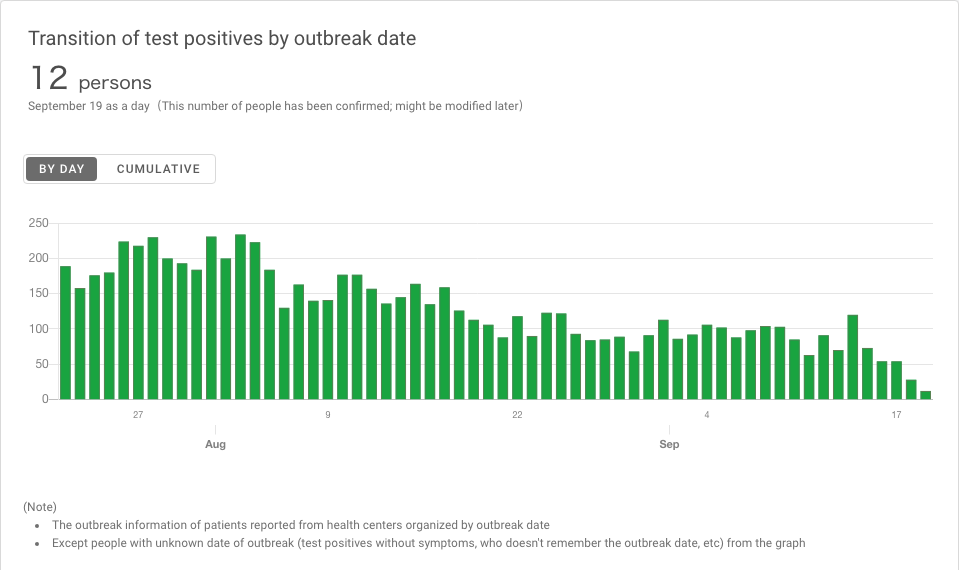 Transition of test positives by outbreak date
12 persons
September 19 as a day（This number of people has been confirmed; might be modified later）
BY DAY CUMULATIVE
250
200
150
100
50
0
27 9 22 4 17
Aug Sep
(Note)
• The outbreak information of patients reported from health centers organized by outbreak date
• Except people with unknown date of outbreak (test positives without symptoms, who doesn't remember the outbreak date, etc) from the graph